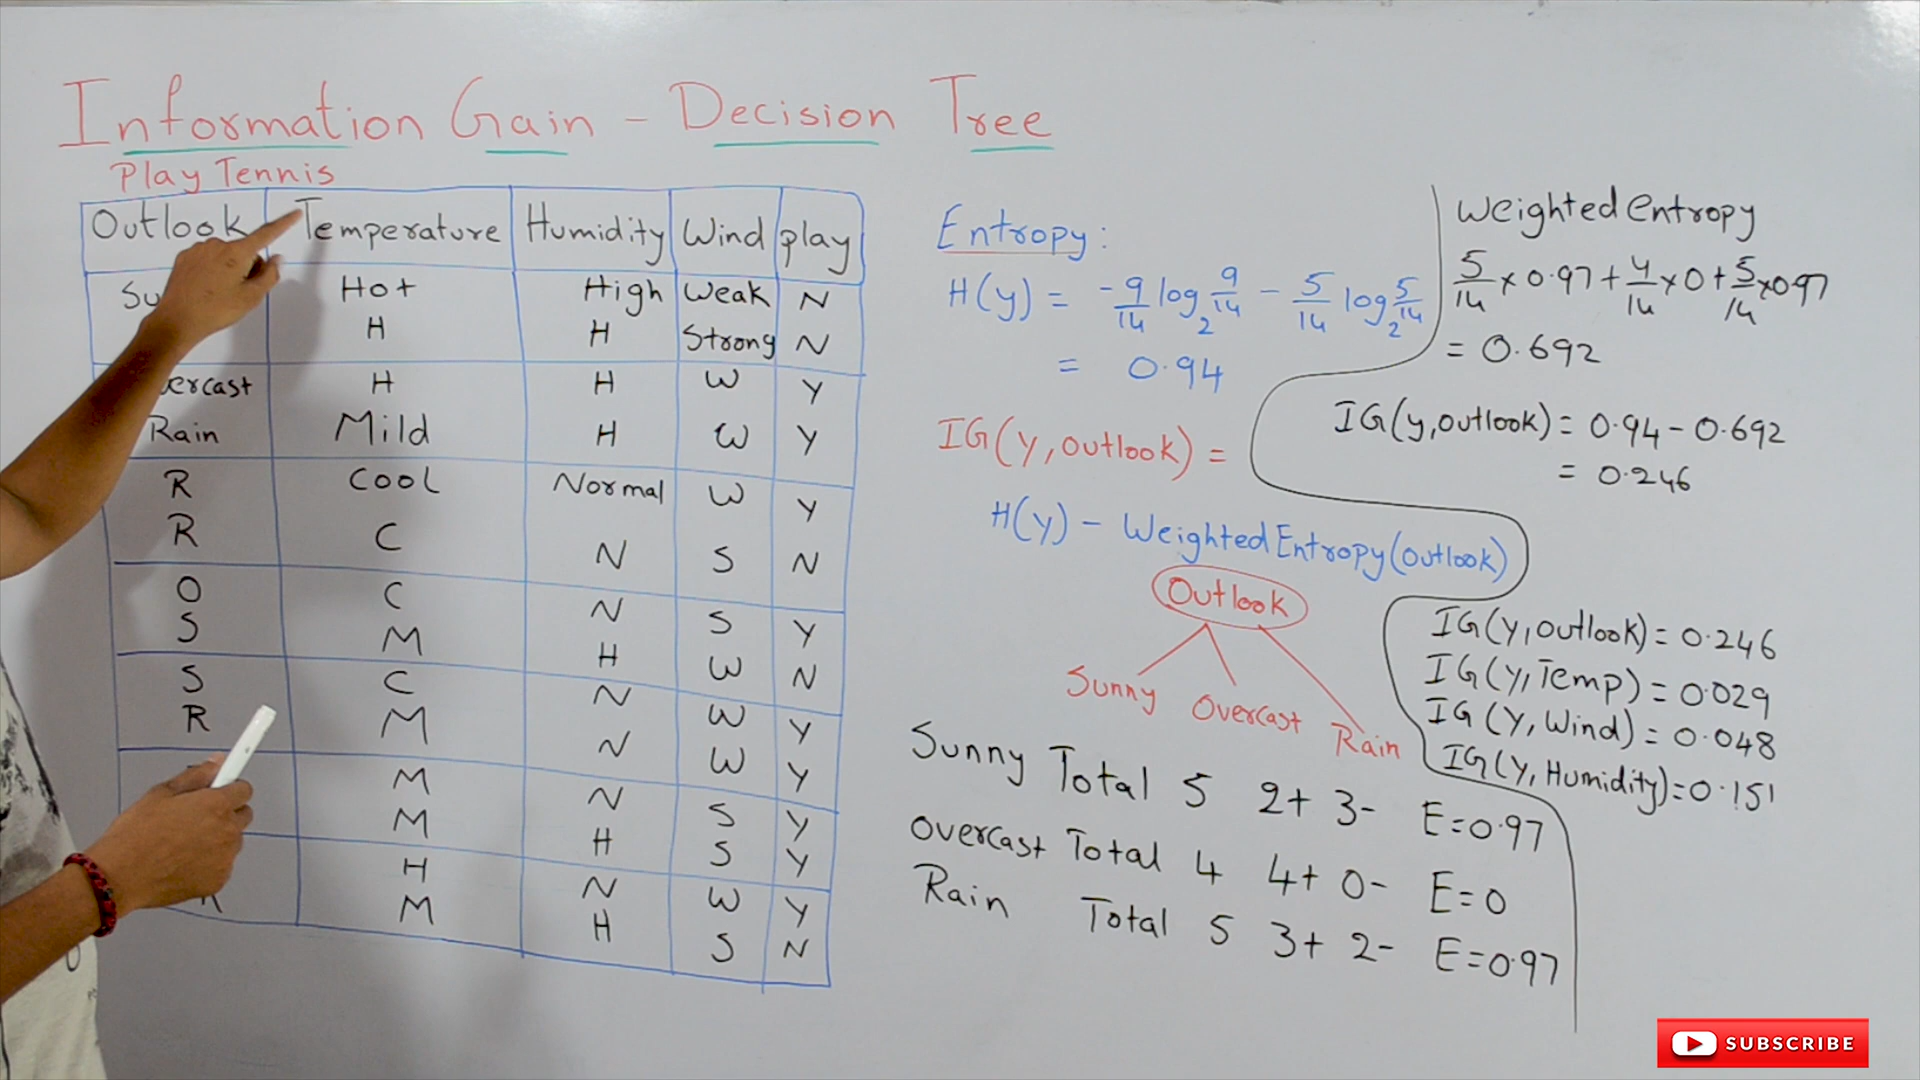 Information Gain - Decision Tree
Play Tennis
Outlook Temperature Humidity Wind play
Hot High Weak N
H H Strong N
H H W Y
Rain Mild H W Y
R Cool Normal W Y
R C N S N
O C N S Y
S M H W N
S C N W Y
R M N W Y
M N S Y
M H S Y
H N W Y
M H S N
Entropy:
H(y) = -9/14 log2 9/14 - 5/14 log2 5/14
= 0.94
IG(y, outlook) =
H(y) - Weighted Entropy(outlook)
Outlook
Sunny Overcast Rain
Sunny Total 5 2+ 3- E=0.97
Overcast Total 4 4+ 0- E=0
Rain Total 5 3+ 2- E=0.97
Weighted entropy
5/14 x 0.97 + 4/14 x 0 + 5/14 x 0.97
= 0.692
IG(y,outlook) = 0.94 - 0.692
= 0.246
IG(y, outlook) = 0.246
IG(y, Temp) = 0.029
IG(y, Wind) = 0.048
IG(y, Humidity) = 0.151
SUBSCRIBE